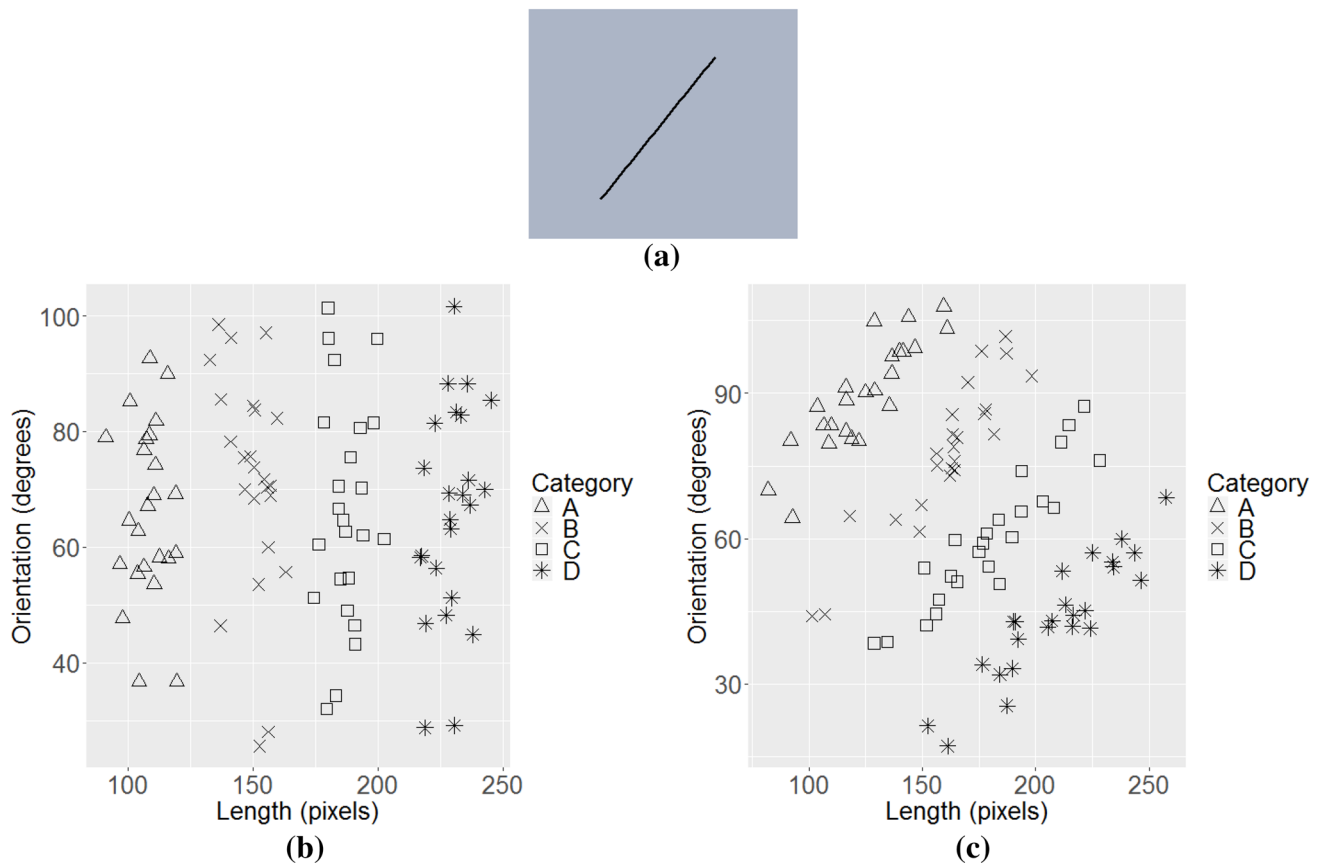 (a)
100
80
60
40
Orientation (degrees)
100
150
200
250
Length (pixels)
Category
A
B
C
D
(b)
90
60
30
Orientation (degrees)
100
150
200
250
Length (pixels)
Category
A
B
C
D
(c)